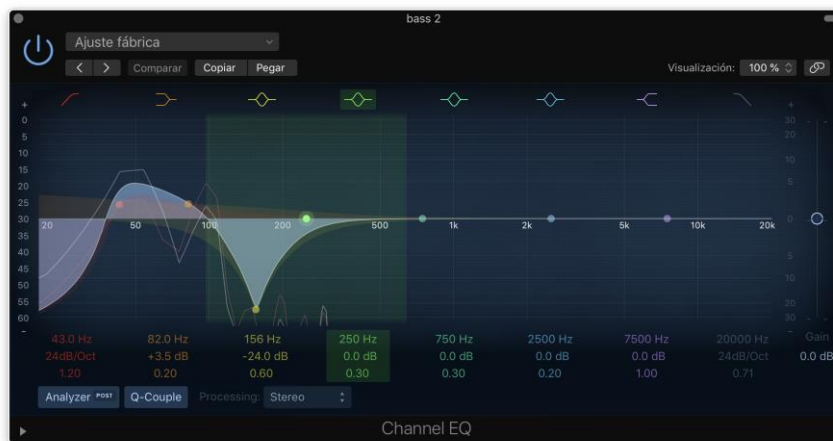 bass 2
Ajuste fábrica
Comparar Copiar Pegar Visualización: 100 %
+ +
0 30
5 20
10 10
15
20 5
25
30 20 50 100 200 500 1k 2k 5k 10k 20k 0
35
40 5
45
50 10
55 20
60 30
- -
43.0 Hz 82.0 Hz 156 Hz 250 Hz 750 Hz 2500 Hz 7500 Hz 20000 Hz Gain
24dB/Oct +3.5 dB -24.0 dB 0.0 dB 0.0 dB 0.0 dB 0.0 dB 24dB/Oct 0.0 dB
1.20 0.20 0.60 0.30 0.30 0.20 1.00 0.71
Analyzer POST Q-Couple Processing: Stereo
Channel EQ